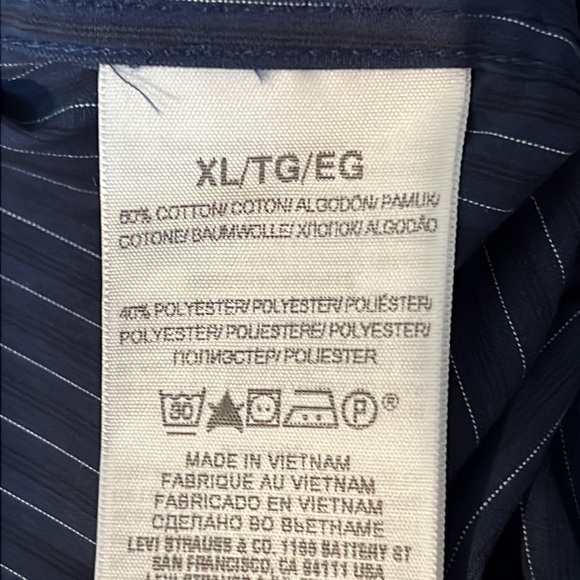 XL/TG/EG
60% COTTON/ COTON/ ALGODÓN/ PAMUK/
COTONE/ BAUMWOLLE/ ХЛОПОК/ ALGODÃO
40% POLYESTER/ POLYESTER/ POLIÉSTER/
POLYESTER/ POLIESTERE/ POLYESTER/
ПОЛИЭСТЕР/ POLIESTER
30 P ®
MADE IN VIETNAM
FABRIQUE AU VIETNAM
FABRICADO EN VIETNAM
СДЕЛАНО ВО ВЬЕТНАМЕ
LEVI STRAUSS & CO. 1155 BATTERY ST
SAN FRANCISCO, CA 94111 USA